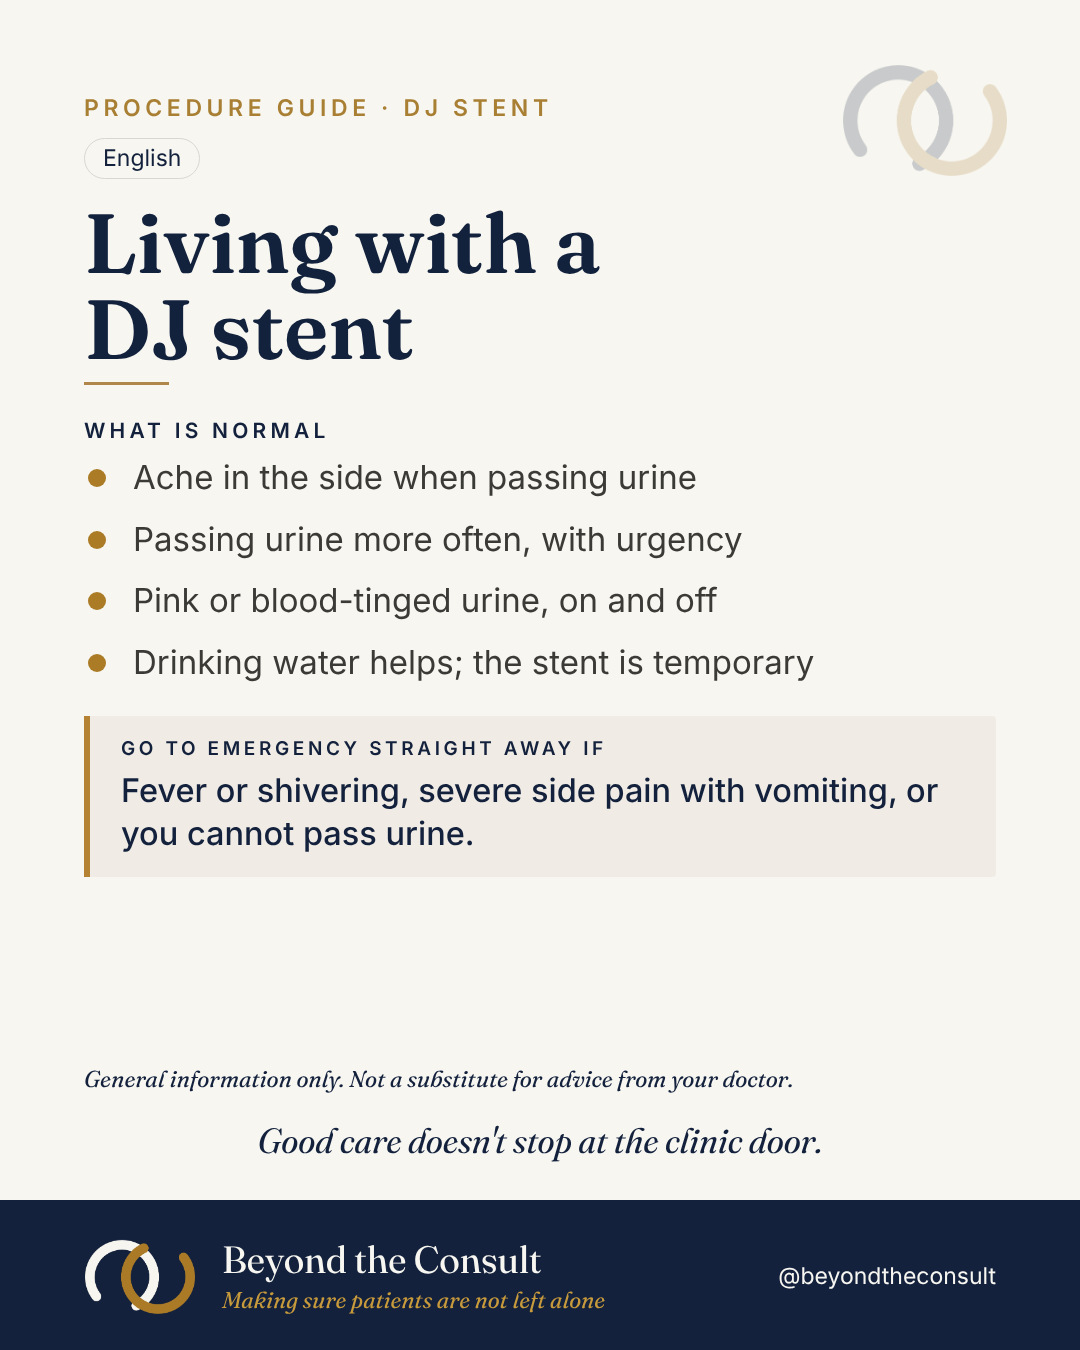 PROCEDURE GUIDE · DJ STENT
English
Living with a
DJ stent
WHAT IS NORMAL
Ache in the side when passing urine
Passing urine more often, with urgency
Pink or blood-tinged urine, on and off
Drinking water helps; the stent is temporary
GO TO EMERGENCY STRAIGHT AWAY IF
Fever or shivering, severe side pain with vomiting, or
you cannot pass urine.
General information only. Not a substitute for advice from your doctor.
Good care doesn't stop at the clinic door.
Beyond the Consult
Making sure patients are not left alone
@beyondtheconsult